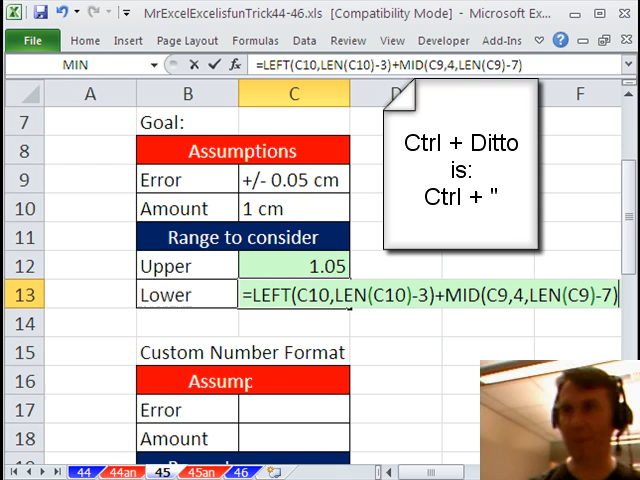 MrExcelExcelisfunTrick44-46.xls [Compatibility Mode] - Microsoft Ex...
File Home Insert Page Layout Formulas Data Review View Developer Add-Ins
MIN fx =LEFT(C10,LEN(C10)-3)+MID(C9,4,LEN(C9)-7)
A B C D F
7 Goal:
8 Assumptions
9 Error +/- 0.05 cm
10 Amount 1 cm
11 Range to consider
12 Upper 1.05
13 Lower =LEFT(C10,LEN(C10)-3)+MID(C9,4,LEN(C9)-7)
14
15 Custom Number Format
16 Assump
17 Error
18 Amount
Ctrl + Ditto
is:
Ctrl + "
44 44an 45 45an 46